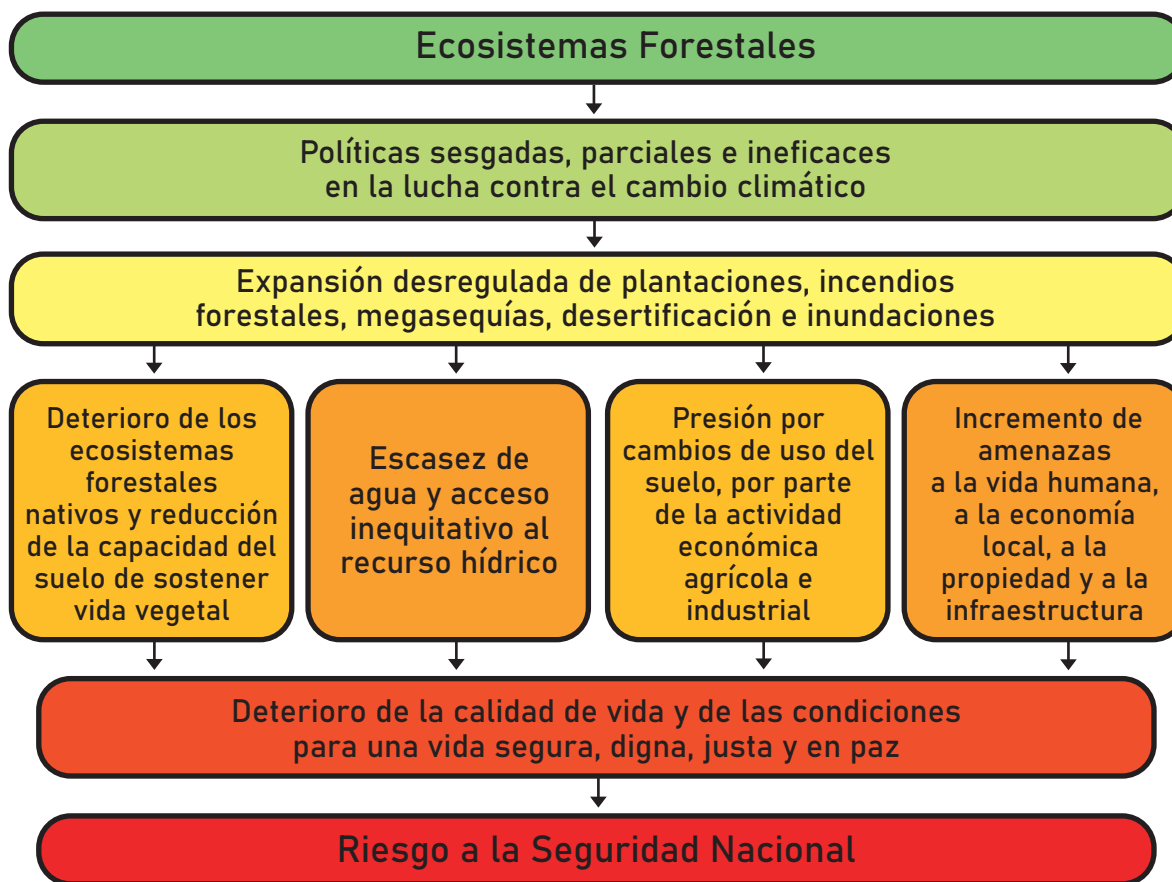 Ecosistemas Forestales
Políticas sesgadas, parciales e ineficaces
en la lucha contra el cambio climático
Expansión desregulada de plantaciones, incendios
forestales, megasequías, desertificación e inundaciones
Deterioro de los
ecosistemas
forestales
nativos y reducción
de la capacidad del
suelo de sostener
vida vegetal
Escasez de
agua y acceso
inequitativo al
recurso hídrico
Presión por
cambios de uso del
suelo, por parte
de la actividad
económica
agrícola e
industrial
Incremento de
amenazas
a la vida humana,
a la economía
local, a la
propiedad y a la
infraestructura
Deterioro de la calidad de vida y de las condiciones
para una vida segura, digna, justa y en paz
Riesgo a la Seguridad Nacional